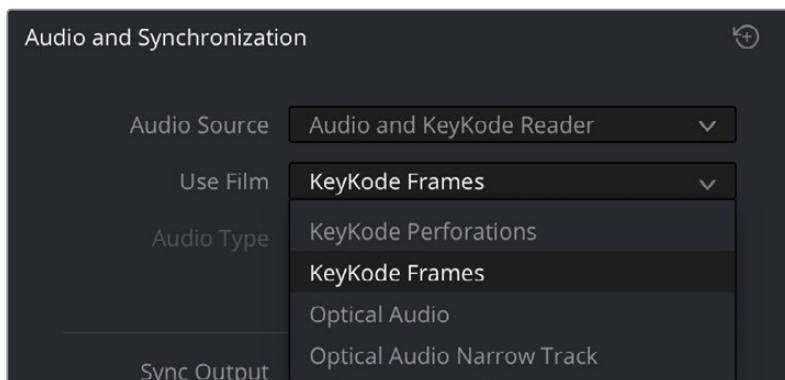 Audio and Synchronization
Audio Source Audio and KeyKode Reader
Use Film KeyKode Frames
Audio Type KeyKode Perforations
KeyKode Frames
Optical Audio
Optical Audio Narrow Track
Sync Output